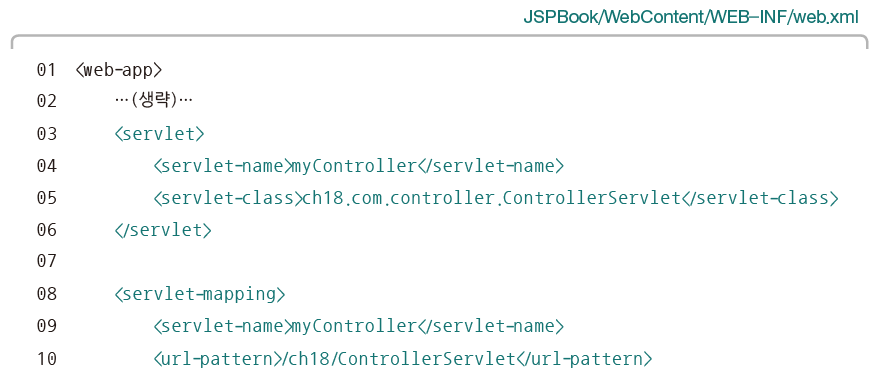 JSPBook/WebContent/WEB-INF/web.xml
01 <web-app>
02 …(생략)…
03 <servlet>
04 <servlet-name>myController</servlet-name>
05 <servlet-class>ch18.com.controller.ControllerServlet</servlet-class>
06 </servlet>
07
08 <servlet-mapping>
09 <servlet-name>myController</servlet-name>
10 <url-pattern>/ch18/ControllerServlet</url-pattern>